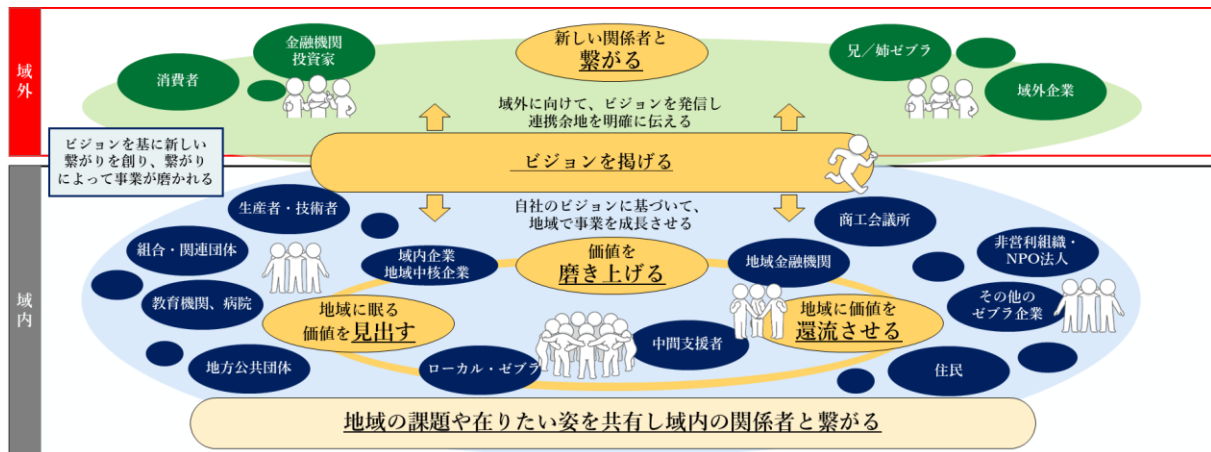 域外
消費者
金融機関
投資家
新しい関係者と
繋がる
兄／姉ゼブラ
域外企業
域外に向けて、ビジョンを発信し
連携余地を明確に伝える
ビジョンを基に新しい
繋がりを創り、繋がり
によって事業が磨かれる
ビジョンを掲げる
域内
生産者・技術者
自社のビジョンに基づいて、
地域で事業を成長させる
商工会議所
組合・関連団体
域内企業
地域中核企業
価値を
磨き上げる
地域金融機関
非営利組織・
NPO法人
教育機関、病院
地域に眠る
価値を見出す
地域に価値を
還流させる
その他の
ゼブラ企業
地方公共団体
ローカル・ゼブラ
中間支援者
住民
地域の課題や在りたい姿を共有し域内の関係者と繋がる